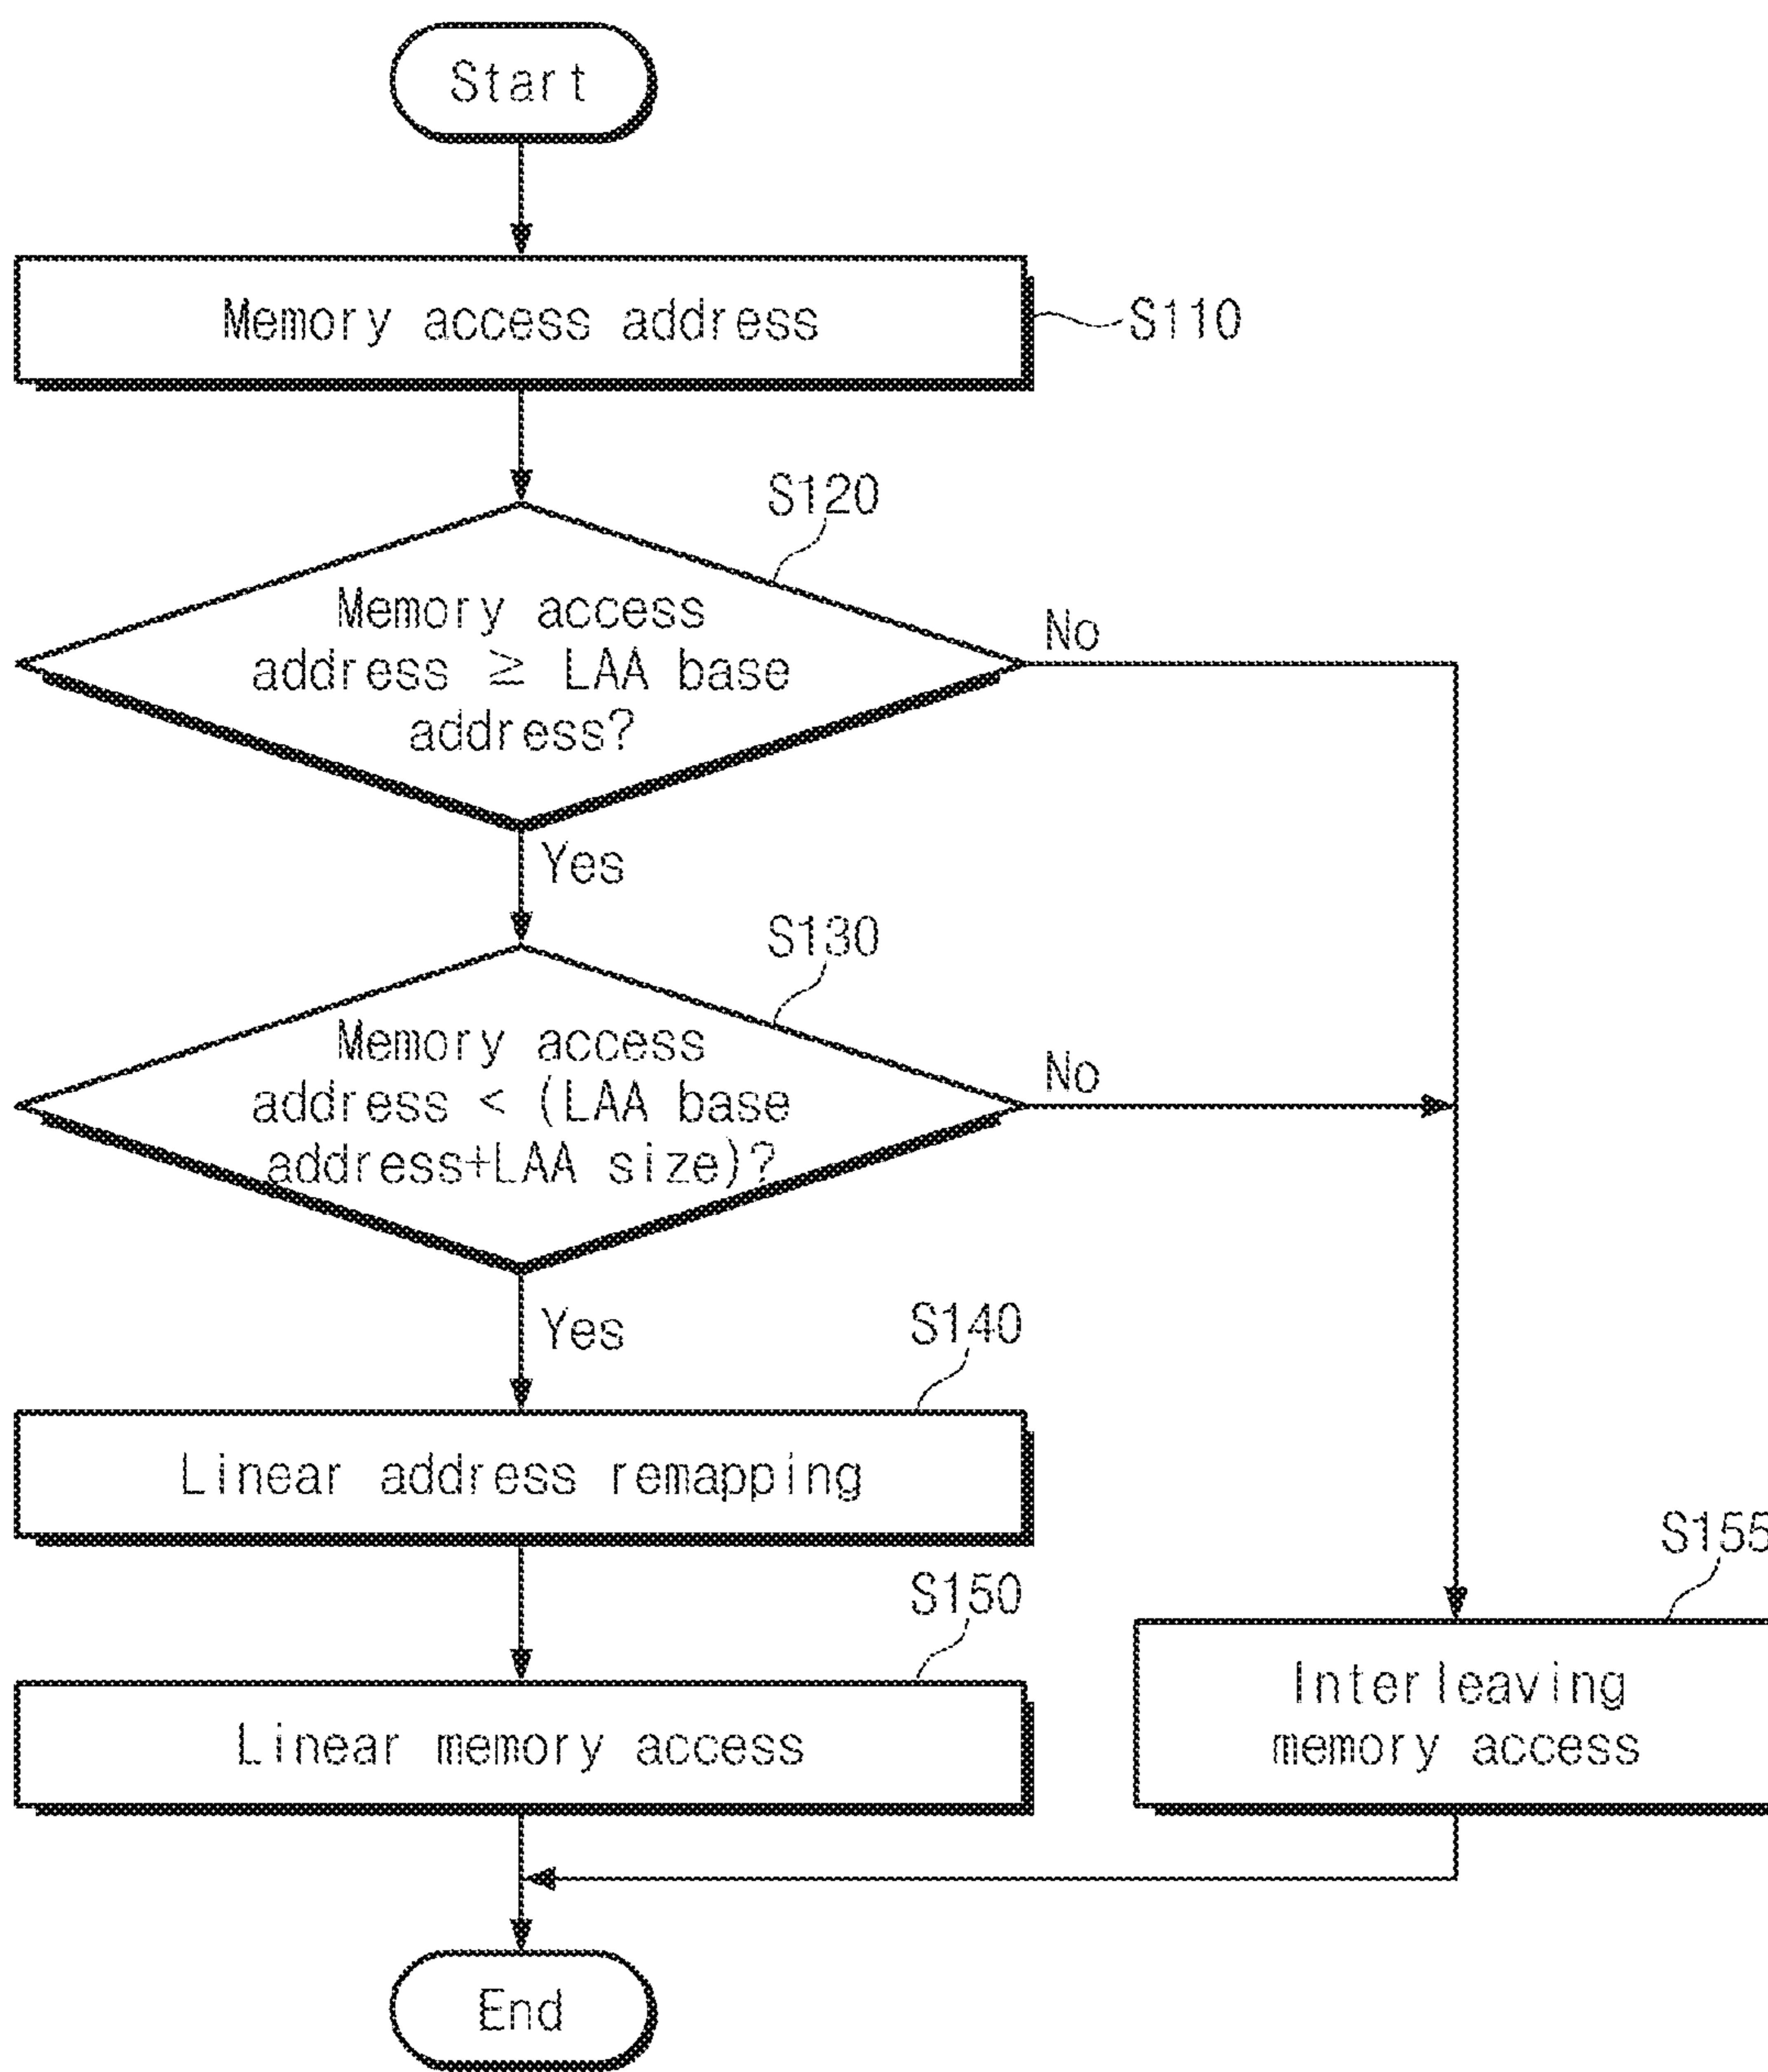 Start
Memory access address
S110
S120
Memory access
address ≥ LAA base
address?
No
Yes
S130
Memory access
address < (LAA base
address+LAA size)?
No
Yes
S140
Linear address remapping
S150
Linear memory access
S155
Interleaving
memory access
End